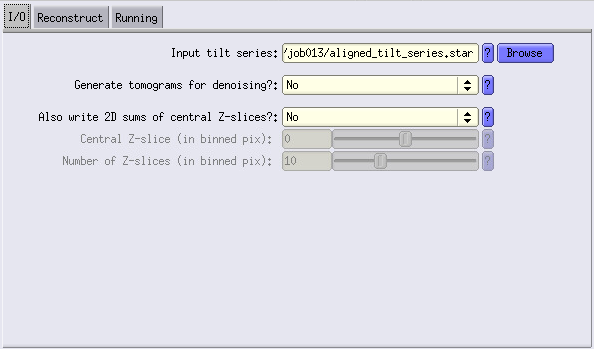 I/O Reconstruct Running
Input tilt series: /job013/aligned_tilt_series.star ? Browse
Generate tomograms for denoising?: No ?
Also write 2D sums of central Z-slices?: No ?
Central Z-slice (in binned pix): 0 ?
Number of Z-slices (in binned pix): 10 ?